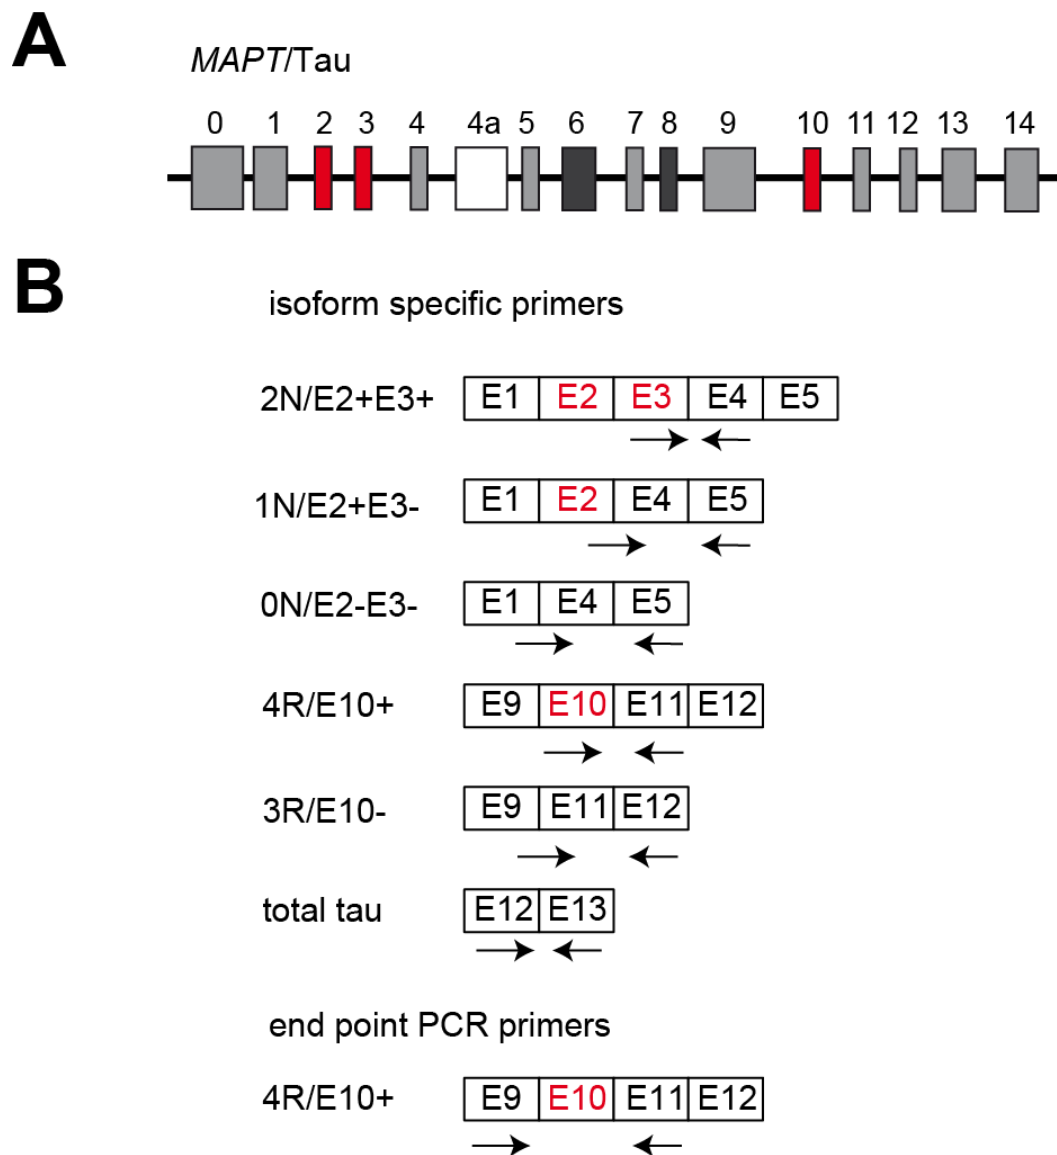 A
MAPT/Tau
0 1 2 3 4 4a 5 6 7 8 9 10 11 12 13 14
B
isoform specific primers
2N/E2+E3+ E1 E2 E3 E4 E5
1N/E2+E3- E1 E2 E4 E5
0N/E2-E3- E1 E4 E5
4R/E10+ E9 E10 E11 E12
3R/E10- E9 E11 E12
total tau E12 E13
end point PCR primers
4R/E10+ E9 E10 E11 E12